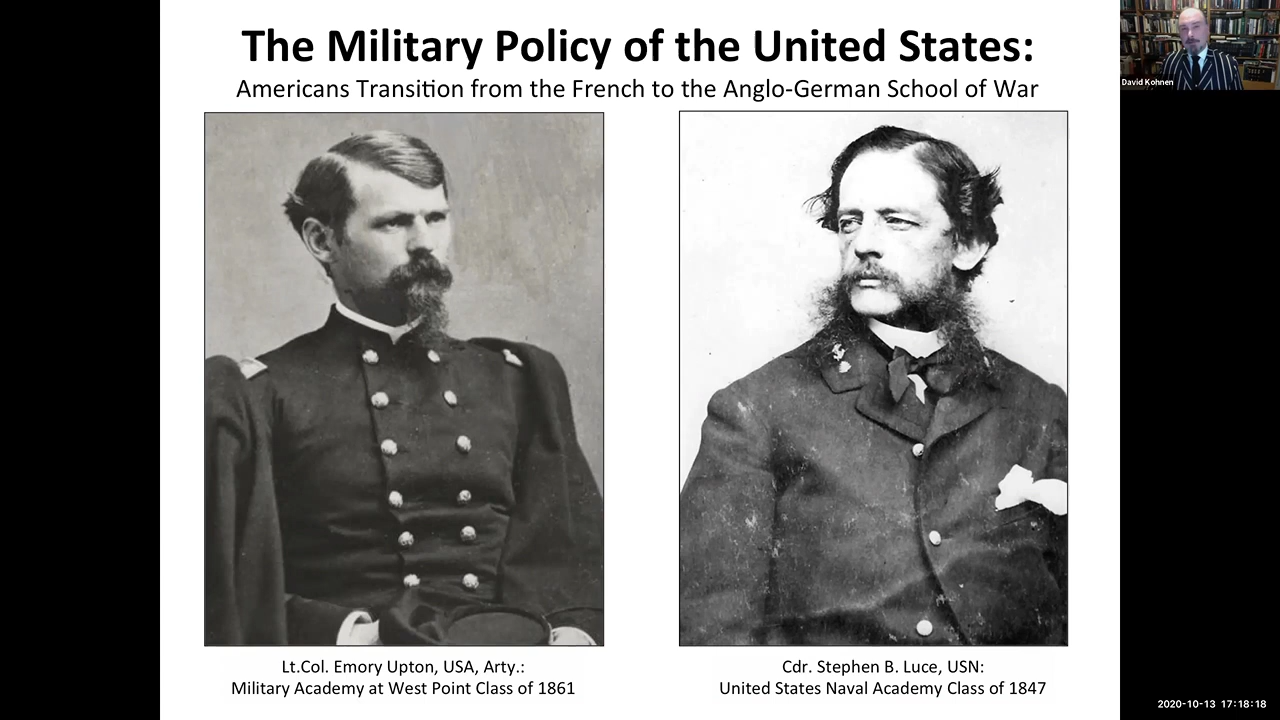 The Military Policy of the United States:
Americans Transition from the French to the Anglo-German School of War
David Kohnen
Lt.Col. Emory Upton, USA, Arty.:
Military Academy at West Point Class of 1861
Cdr. Stephen B. Luce, USN:
United States Naval Academy Class of 1847
2020-10-13 17:18:18